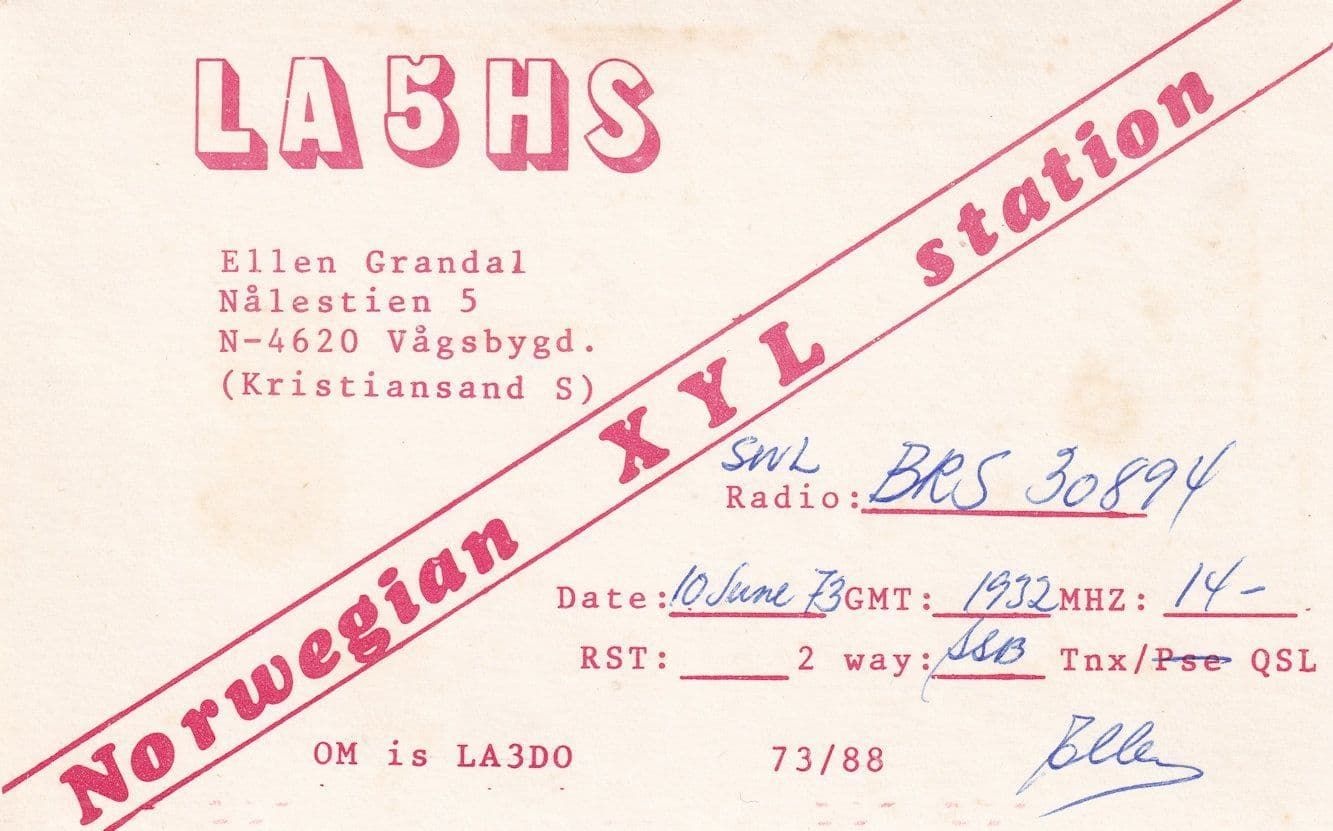 LA5HS
Ellen Grandal
Nålestien 5
N-4620 Vågsbygd.
(Kristiansand S)
Norwegian XYL station
SWL
Radio: BRS 30894
Date: 10 June 73 GMT: 1932 MHZ: 14-
RST: 2 way: SSB Tnx/Pse QSL
OM is LA3DO 73/88 Ellen